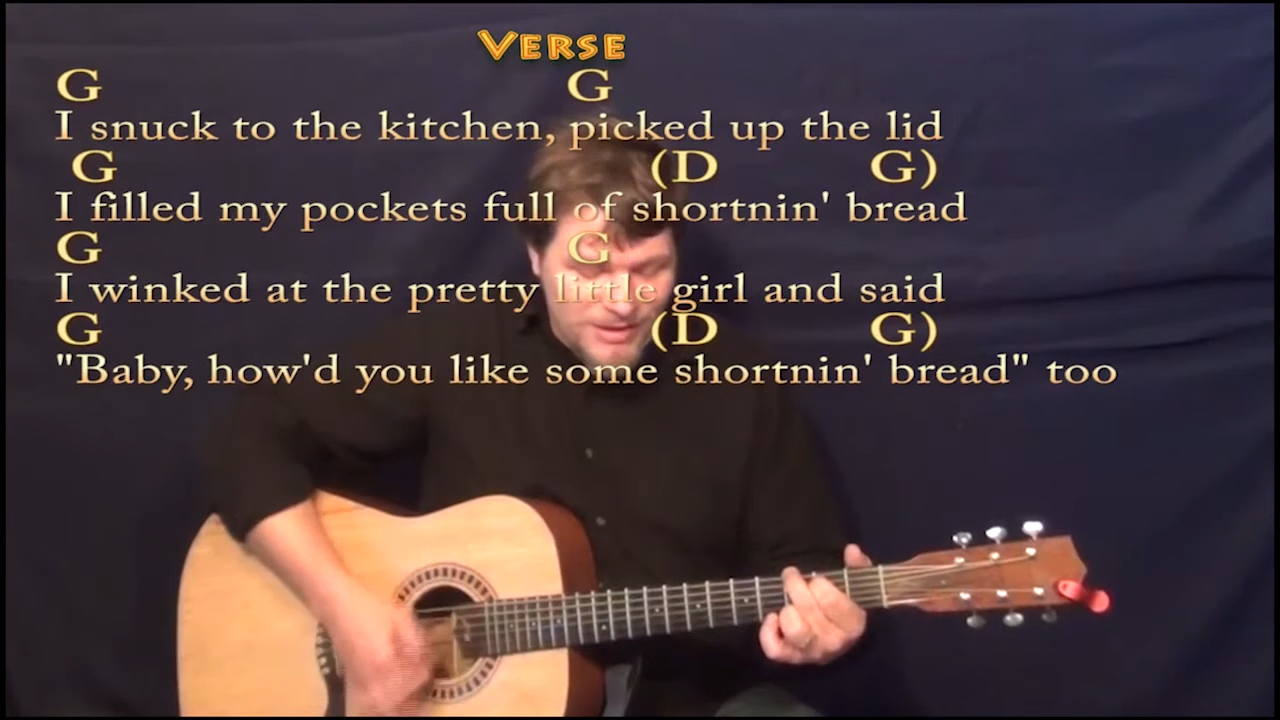 VERSE
G G
I snuck to the kitchen, picked up the lid
G (D G)
I filled my pockets full of shortnin' bread
G G
I winked at the pretty little girl and said
G (D G)
"Baby, how'd you like some shortnin' bread" too